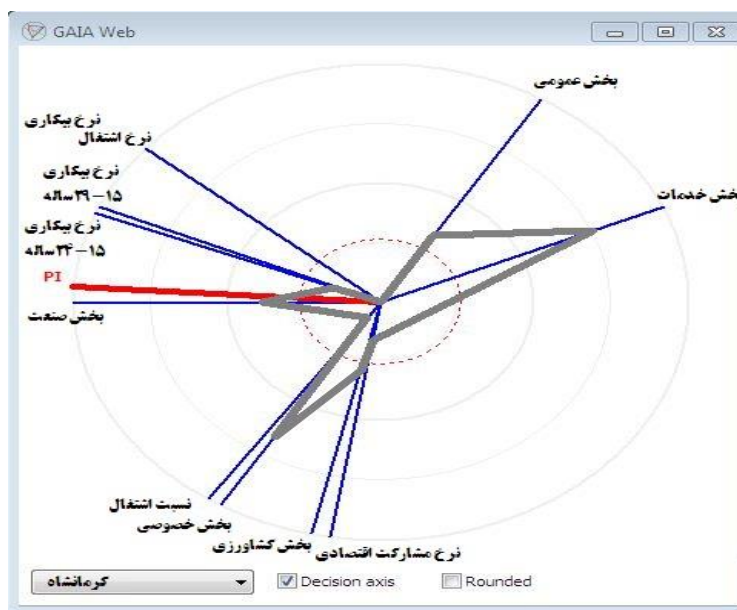 GAIA Web
بخش عمومی
نرخ بیکاری
نرخ اشتغال
بخش خدمات
نرخ بیکاری
۱۵-۲۹ ساله
نرخ بیکاری
۱۵-۲۴ ساله
PI
بخش صنعت
نسبت اشتغال
بخش خصوصی
بخش کشاورزی
نرخ مشارکت اقتصادی
کرمانشاه
Decision axis
Rounded